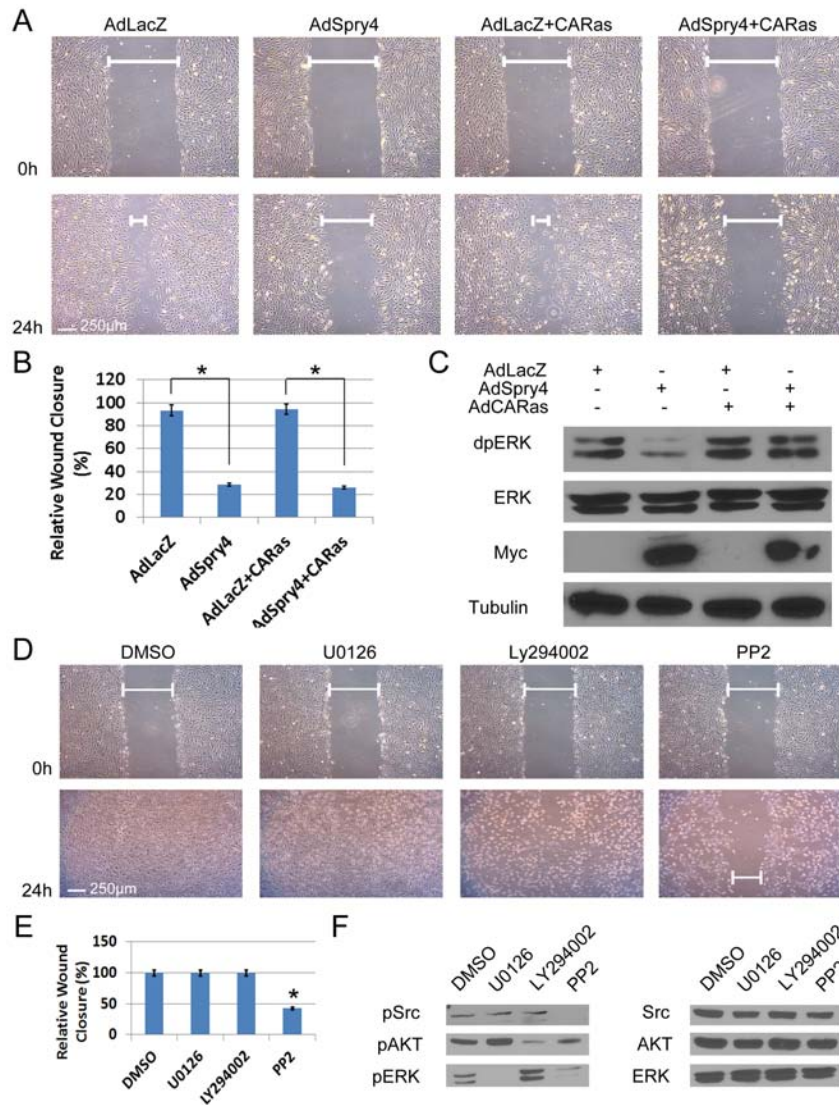 A
AdLacZ AdSpry4 AdLacZ+CARas AdSpry4+CARas
0h
24h
250μm
B
Relative Wound Closure (%)
120
100
80
60
40
20
0
*
*
AdLacZ
AdSpry4
AdLacZ+CARas
AdSpry4+CARas
C
AdLacZ + - + -
AdSpry4 - + - +
AdCARas - - + +
dpERK
ERK
Myc
Tubulin
D
DMSO U0126 Ly294002 PP2
0h
24h
250μm
E
Relative Wound Closure (%)
150
100
50
0
*
DMSO
U0126
LY294002
PP2
F
DMSO U0126 LY294002 PP2
pSrc
pAKT
pERK
DMSO U0126 LY294002 PP2
Src
AKT
ERK